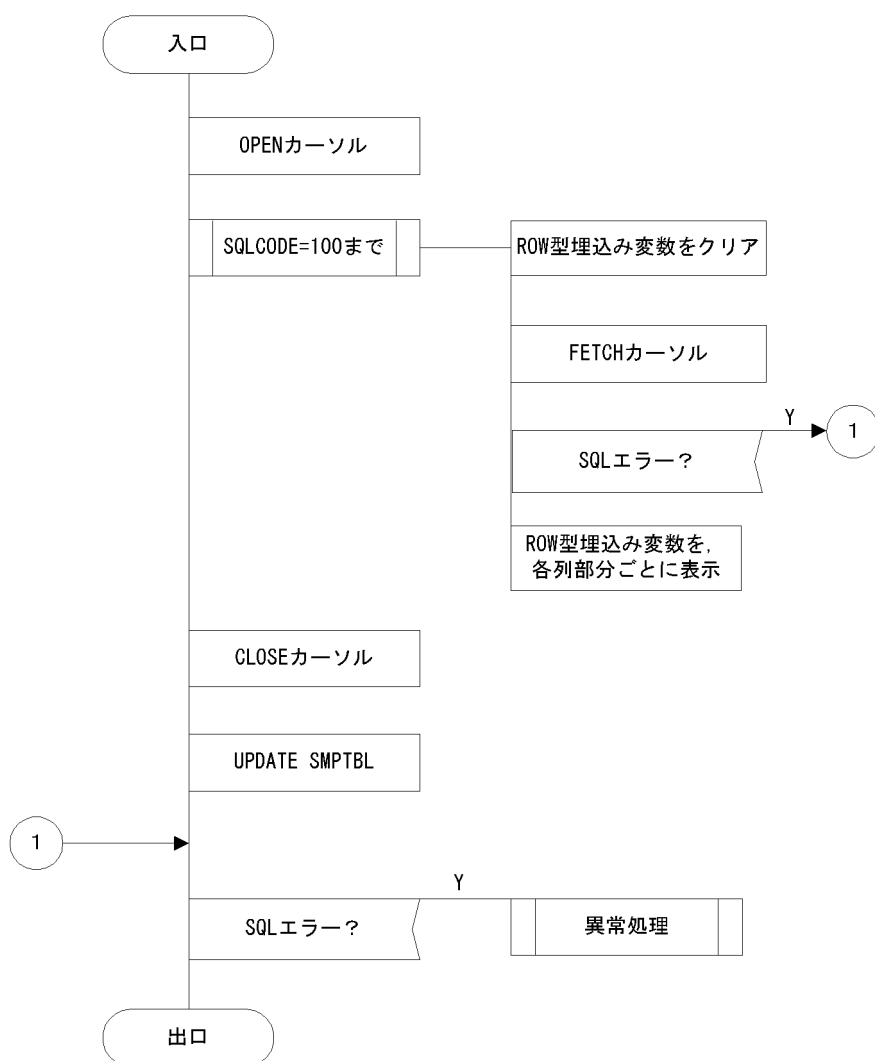 入口
OPENカーソル
SQLCODE=100まで
ROW型埋込み変数をクリア
FETCHカーソル
Y
1
SQLエラー？
ROW型埋込み変数を,
各列部分ごとに表示
CLOSEカーソル
UPDATE SMPTBL
1
Y
SQLエラー？
異常処理
出口